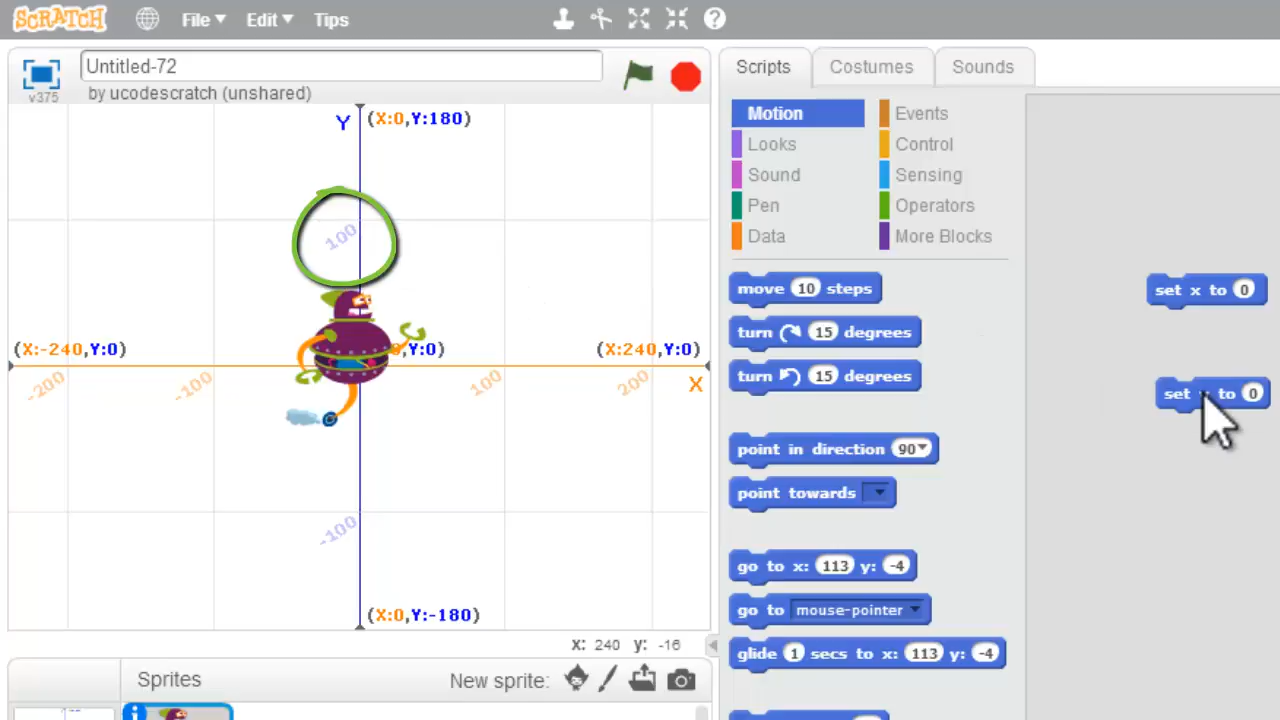 SCRATCH File Edit Tips
Untitled-72
v375
by ucodescratch (unshared)
Y (X:0,Y:180)
100
(X:-240,Y:0) ,Y:0) (X:240,Y:0)
-200 -100 100 200 X
-100
(X:0,Y:-180)
x: 240 y: -16
Sprites New sprite:
Scripts Costumes Sounds
Motion Events
Looks Control
Sound Sensing
Pen Operators
Data More Blocks
move 10 steps
turn 15 degrees
turn 15 degrees
point in direction 90
point towards
go to x: 113 y: -4
go to mouse-pointer
glide 1 secs to x: 113 y: -4
set x to 0
set to 0